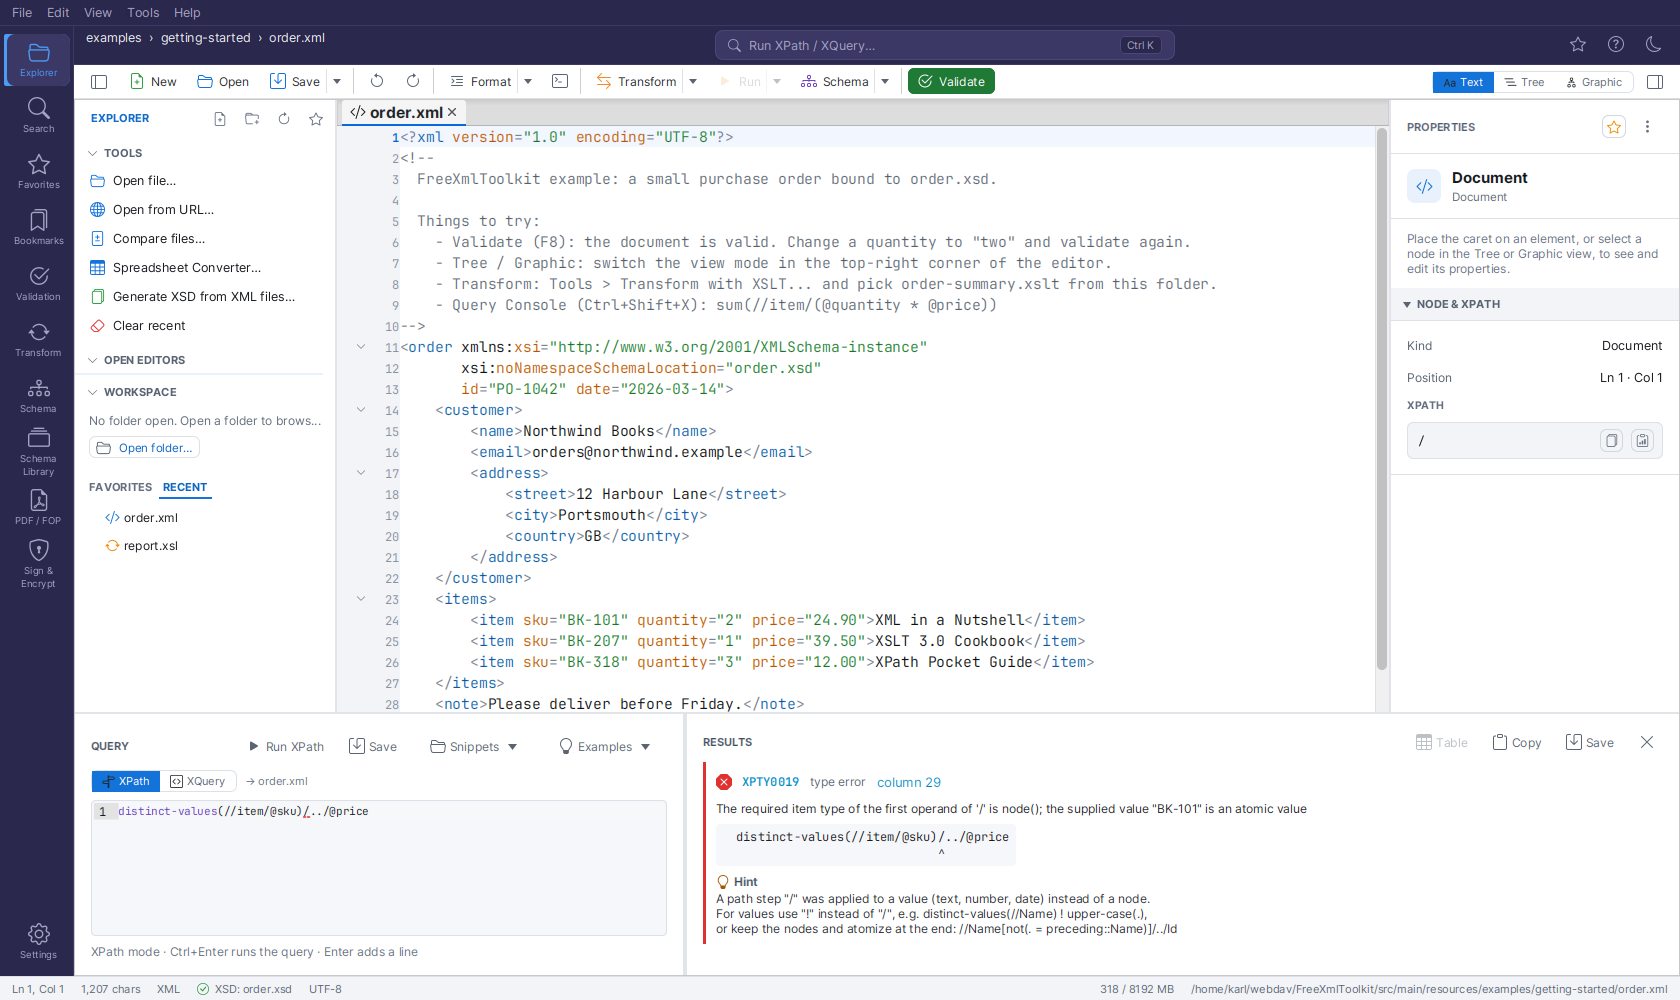 File Edit View Tools Help
examples › getting-started › order.xml
Run XPath / XQuery... Ctrl K
Explorer
Search
Favorites
Bookmarks
Validation
Transform
Schema
Schema Library
PDF / FOP
Sign & Encrypt
Settings
New Open Save Format Transform Run Schema Validate
Aa Text Tree Graphic
EXPLORER
TOOLS
Open file...
Open from URL...
Compare files...
Spreadsheet Converter...
Generate XSD from XML files...
Clear recent
OPEN EDITORS
WORKSPACE
No folder open. Open a folder to brows...
Open folder...
FAVORITES RECENT
order.xml
report.xsl
</> order.xml ×
1 <?xml version="1.0" encoding="UTF-8"?>
2 <!--
3 FreeXmlToolkit example: a small purchase order bound to order.xsd.
4
5 Things to try:
6 - Validate (F8): the document is valid. Change a quantity to "two" and validate again.
7 - Tree / Graphic: switch the view mode in the top-right corner of the editor.
8 - Transform: Tools > Transform with XSLT... and pick order-summary.xslt from this folder.
9 - Query Console (Ctrl+Shift+X): sum(//item/(@quantity * @price))
10 -->
11 <order xmlns:xsi="http://www.w3.org/2001/XMLSchema-instance"
12 xsi:noNamespaceSchemaLocation="order.xsd"
13 id="PO-1042" date="2026-03-14">
14 <customer>
15 <name>Northwind Books</name>
16 <email>orders@northwind.example</email>
17 <address>
18 <street>12 Harbour Lane</street>
19 <city>Portsmouth</city>
20 <country>GB</country>
21 </address>
22 </customer>
23 <items>
24 <item sku="BK-101" quantity="2" price="24.90">XML in a Nutshell</item>
25 <item sku="BK-207" quantity="1" price="39.50">XSLT 3.0 Cookbook</item>
26 <item sku="BK-318" quantity="3" price="12.00">XPath Pocket Guide</item>
27 </items>
28 <note>Please deliver before Friday.</note>
PROPERTIES
</> Document
Document
Place the caret on an element, or select a
node in the Tree or Graphic view, to see and
edit its properties.
NODE & XPATH
Kind Document
Position Ln 1 · Col 1
XPATH
/
QUERY Run XPath Save Snippets Examples
XPath XQuery → order.xml
1 distinct-values(//item/@sku)/../@price
XPath mode · Ctrl+Enter runs the query · Enter adds a line
RESULTS Table Copy Save
XPTY0019 type error column 29
The required item type of the first operand of '/' is node(); the supplied value "BK-101" is an atomic value
distinct-values(//item/@sku)/../@price
^
Hint
A path step "/" was applied to a value (text, number, date) instead of a node.
For values use "!" instead of "/", e.g. distinct-values(//Name) ! upper-case(.),
or keep the nodes and atomize at the end: //Name[not(. = preceding::Name)]/../Id
Ln 1, Col 1 1,207 chars XML XSD: order.xsd UTF-8 318 / 8192 MB /home/karl/webdav/FreeXmlToolkit/src/main/resources/examples/getting-started/order.xml